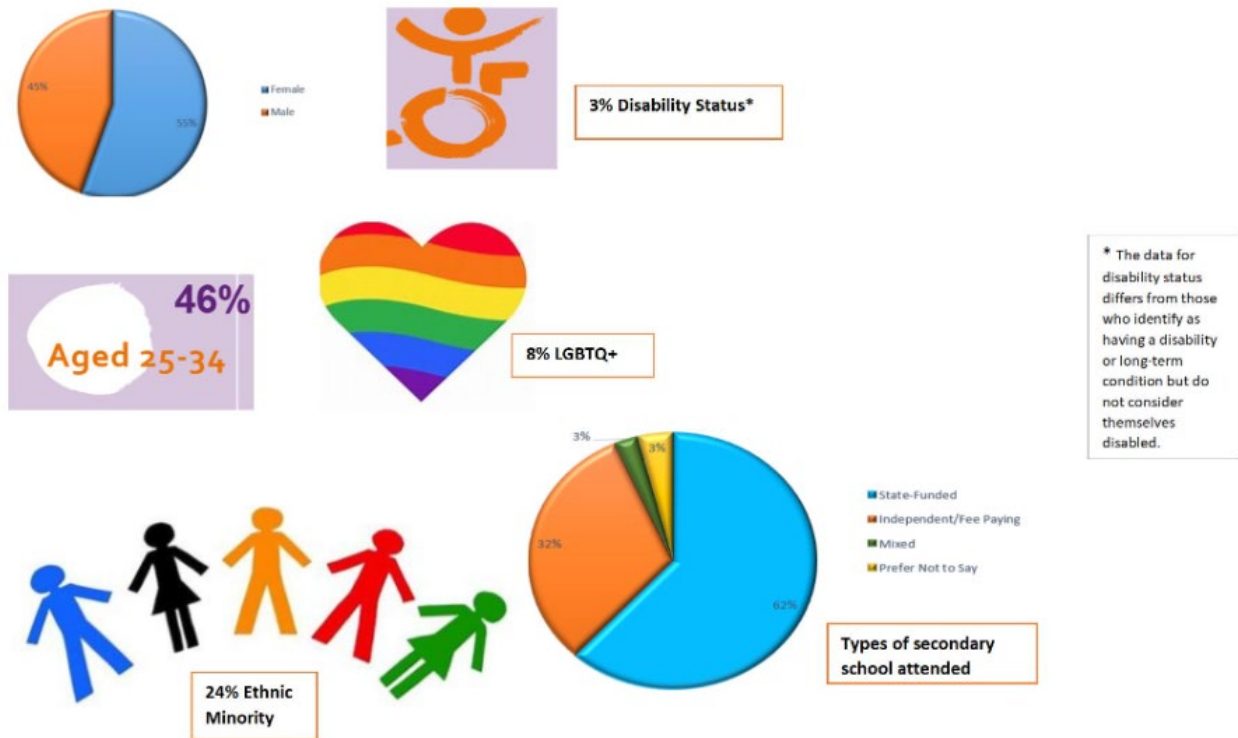 45%
55%
Female
Male
3% Disability Status*
46%
Aged 25-34
8% LGBTQ+
* The data for
disability status
differs from those
who identify as
having a disability
or long-term
condition but do
not consider
themselves
disabled.
24% Ethnic
Minority
3%
3%
32%
62%
State-Funded
Independent/Fee Paying
Mixed
Prefer Not to Say
Types of secondary
school attended